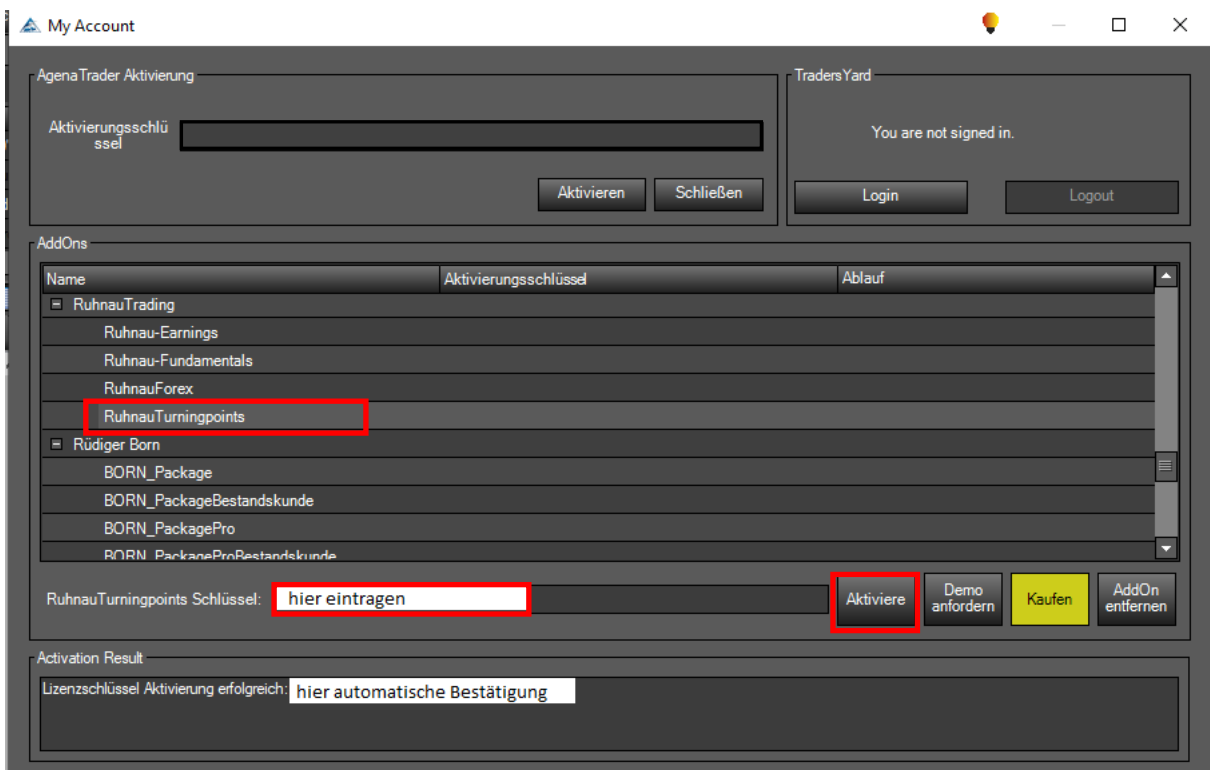 My Account
AgenaTrader Aktivierung
Aktivierungsschlü
ssel
Aktivieren
Schließen
TradersYard
You are not signed in.
Login
Logout
AddOns
Name
Aktivierungsschlüssel
Ablauf
RuhnauTrading
Ruhnau-Earnings
Ruhnau-Fundamentals
RuhnauForex
RuhnauTurningpoints
Rüdiger Born
BORN_Package
BORN_PackageBestandskunde
BORN_PackagePro
BORN_PackageProBestandskunde
RuhnauTurningpoints Schlüssel: hier eintragen
Aktiviere
Demo
anfordern
Kaufen
AddOn
entfernen
Activation Result
Lizenzschlüssel Aktivierung erfolgreich: hier automatische Bestätigung